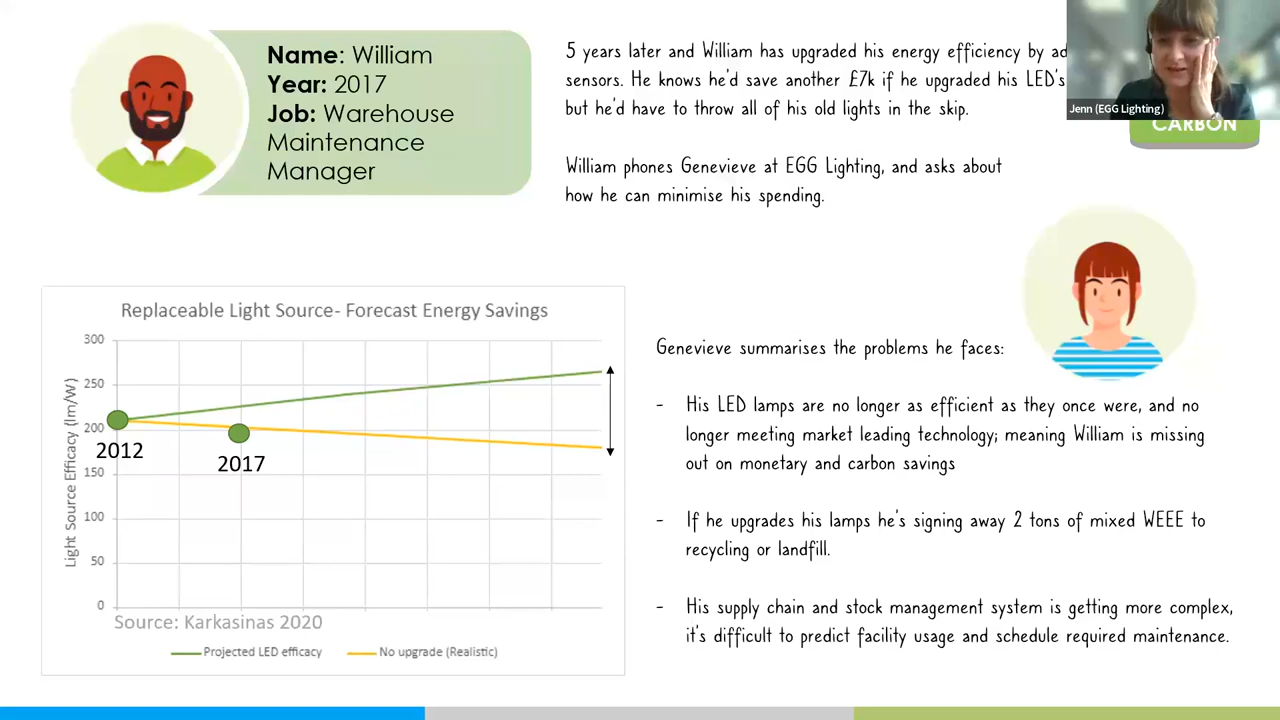 Name: William
Year: 2017
Job: Warehouse
Maintenance
Manager
5 years later and William has upgraded his energy efficiency by
sensors. He knows he'd save another £7k if he upgraded his LED's
but he'd have to throw all of his old lights in the skip.
William phones Genevieve at EGG Lighting, and asks about
how he can minimise his spending.
Jenn (EGG Lighting)
CARBON
Replaceable Light Source- Forecast Energy Savings
Light Source Efficacy (lm/W)
300
250
200
150
100
50
0
2012
2017
Source: Karkasinas 2020
Projected LED efficacy
No upgrade (Realistic)
Genevieve summarises the problems he faces:
- His LED lamps are no longer as efficient as they once were, and no
longer meeting market leading technology; meaning William is missing
out on monetary and carbon savings
- If he upgrades his lamps he's signing away 2 tons of mixed WEEE to
recycling or landfill.
- His supply chain and stock management system is getting more complex,
it's difficult to predict facility usage and schedule required maintenance.